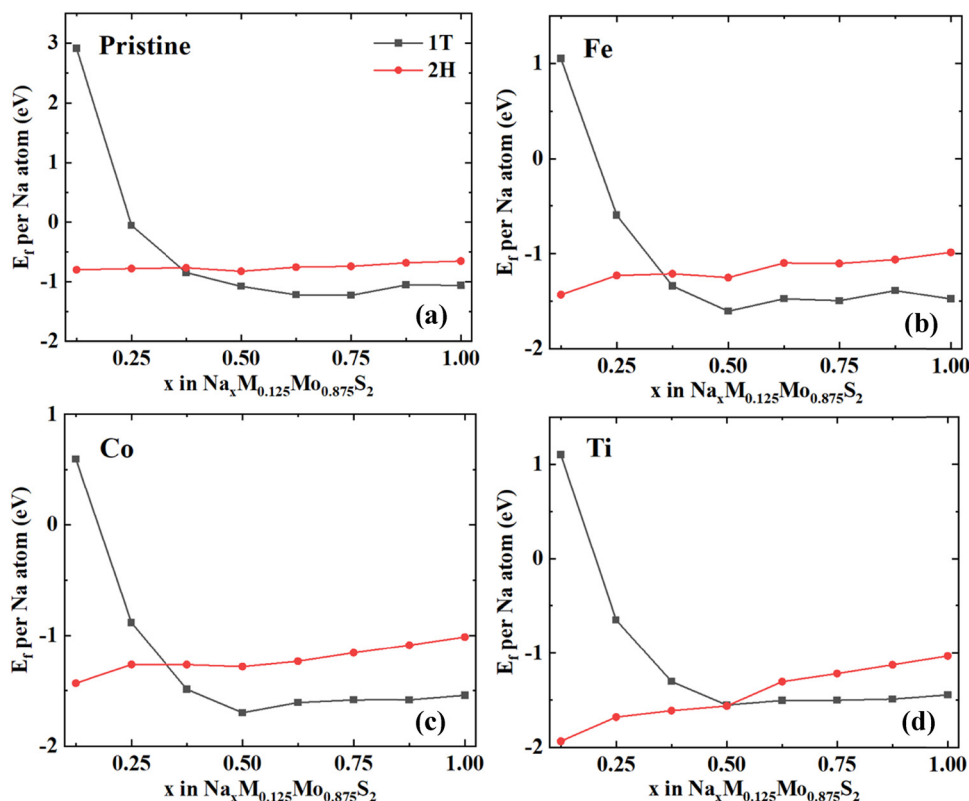 Pristine
1T
2H
3
2
1
0
-1
-2
E_f per Na atom (eV)
0.25 0.50 0.75 1.00
x in Na_xM_0.125Mo_0.875S_2
(a)
Fe
1
0
-1
-2
E_f per Na atom (eV)
0.25 0.50 0.75 1.00
x in Na_xM_0.125Mo_0.875S_2
(b)
Co
1
0
-1
-2
E_f per Na atom (eV)
0.25 0.50 0.75 1.00
x in Na_xM_0.125Mo_0.875S_2
(c)
Ti
1
0
-1
-2
E_f per Na atom (eV)
0.25 0.50 0.75 1.00
x in Na_xM_0.125Mo_0.875S_2
(d)